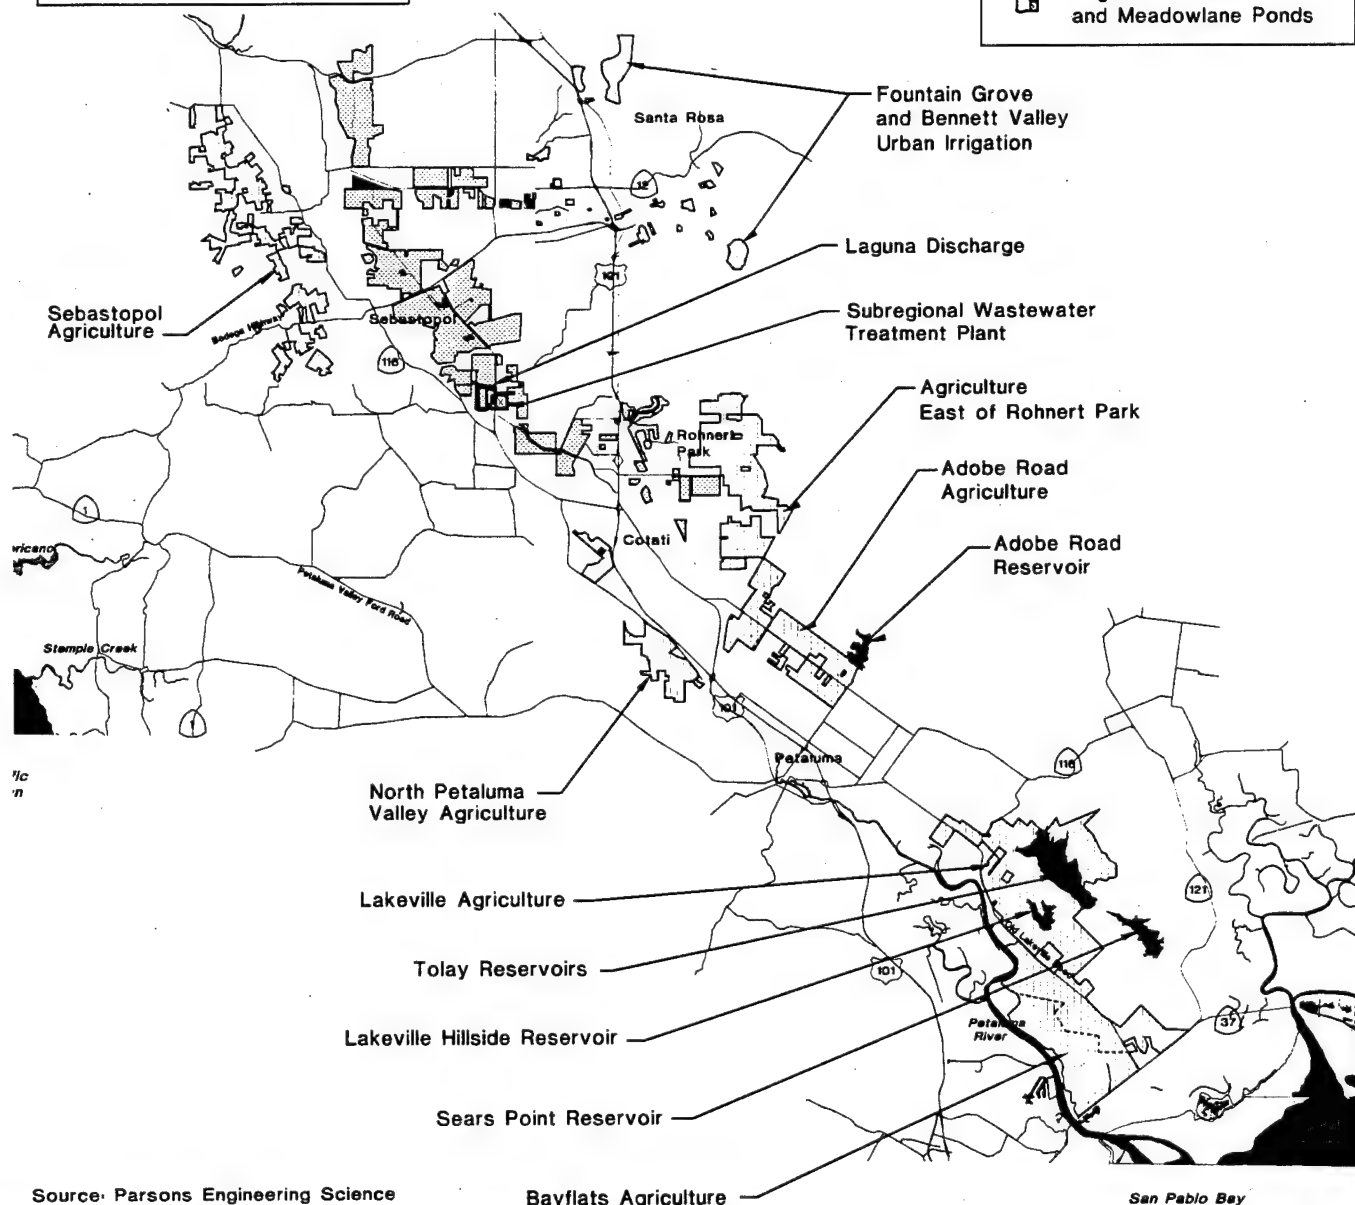 and Meadowlane Ponds
Fountain Grove
and Bennett Valley
Urban Irrigation
Santa Rosa
12
Laguna Discharge
101
Subregional Wastewater
Treatment Plant
Sebastopol
Agriculture
Bodega Highway
Sebastopol
116
Agriculture
East of Rohnert Park
Rohnert
Park
Adobe Road
Agriculture
1
Cotati
Adobe Road
Reservoir
ricano
Petaluma Valley Ford Road
Stemple Creek
1
101
Petaluma
116
North Petaluma
Valley Agriculture
Lakeville Agriculture
121
Old Lakeville Road
Tolay Reservoirs
101
37
Petaluma
River
Lakeville Hillside Reservoir
Sears Point Reservoir
Source: Parsons Engineering Science
Bayflats Agriculture
San Pablo Bay